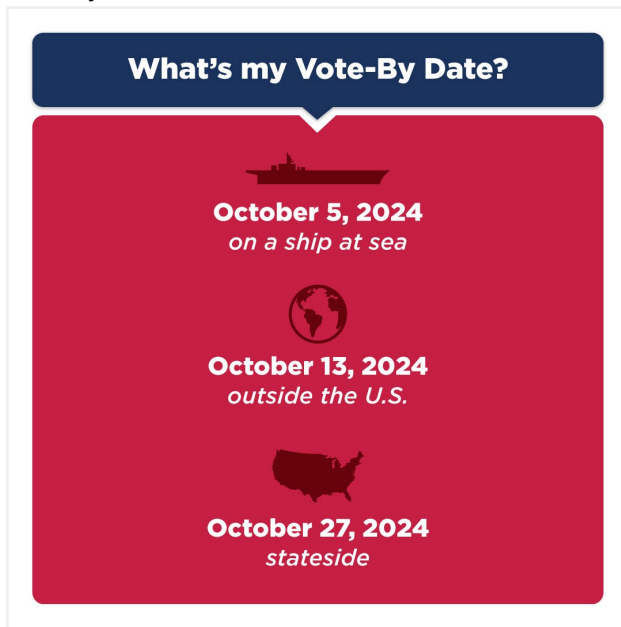 What's my Vote-By Date?
October 5, 2024
on a ship at sea
October 13, 2024
outside the U.S.
October 27, 2024
stateside